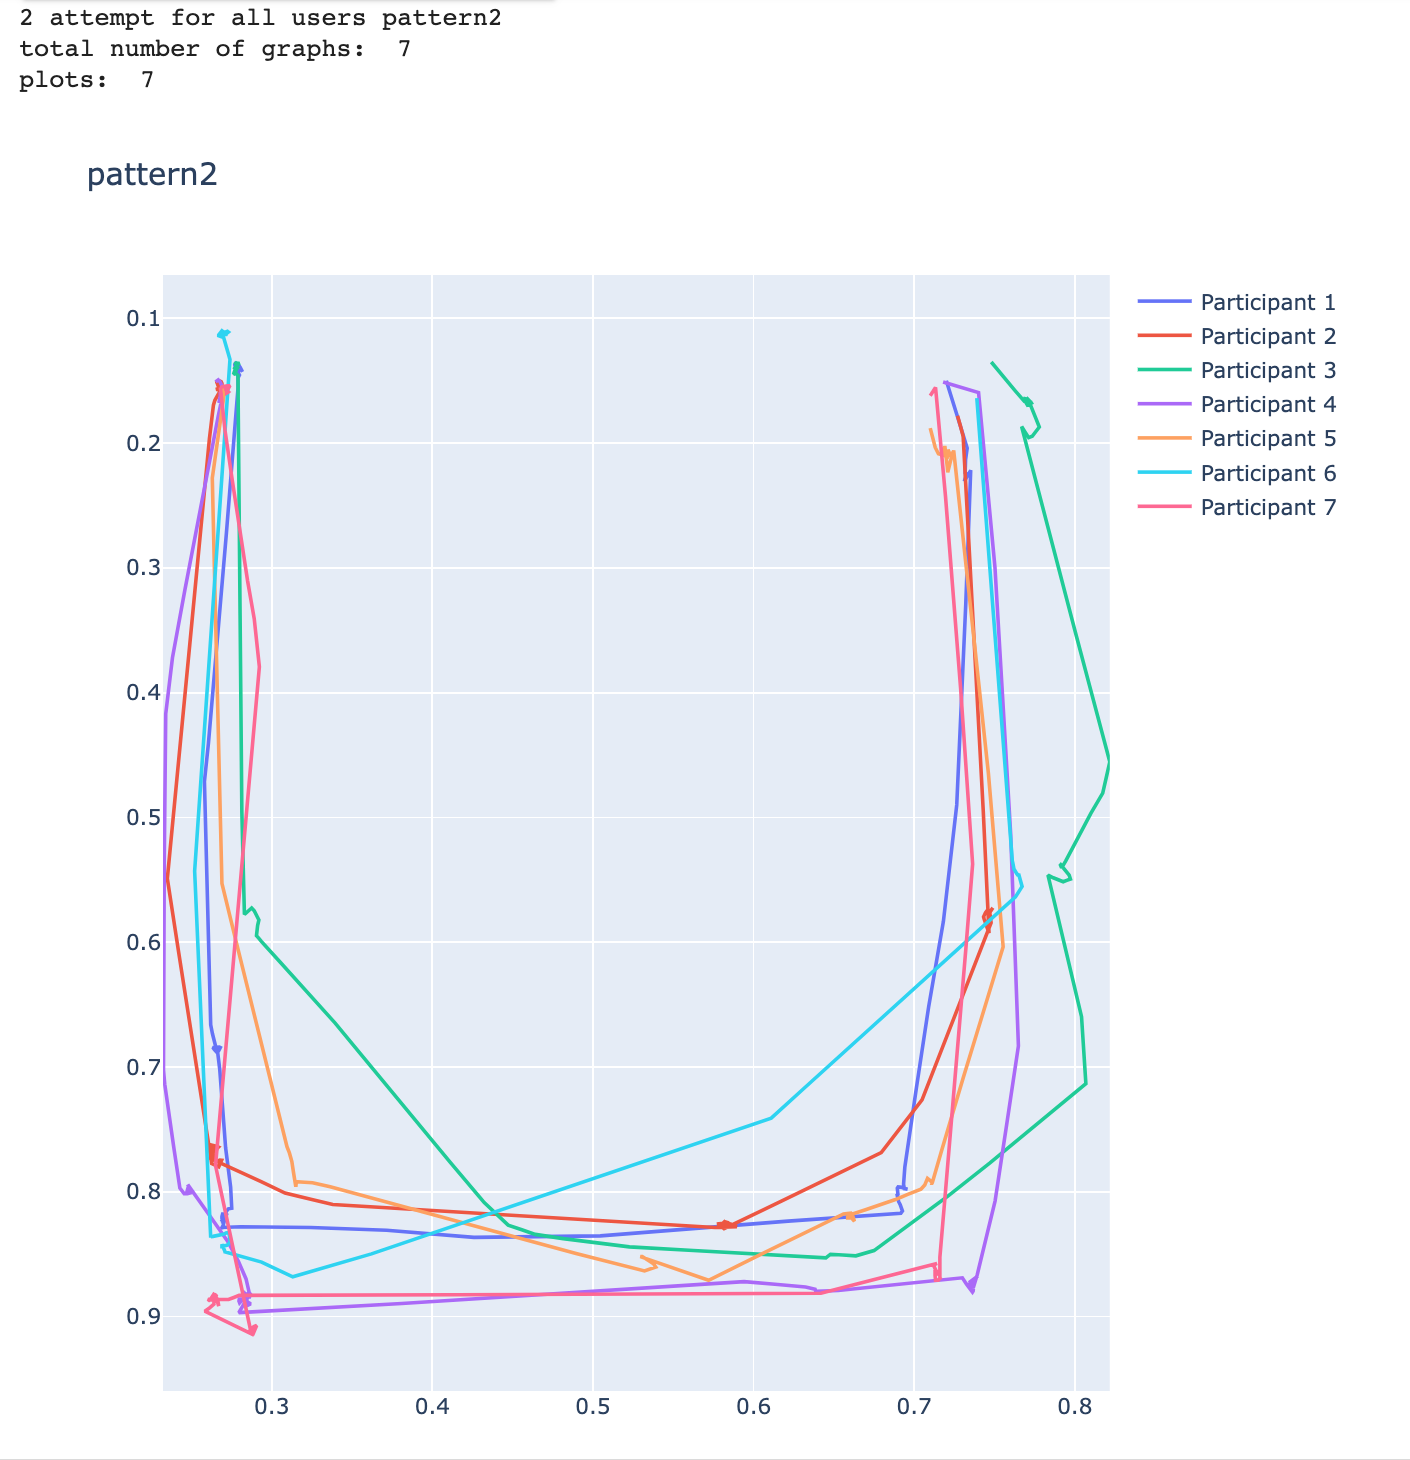 2 attempt for all users pattern2
total number of graphs:  7
plots:  7
pattern2
0.1
0.2
0.3
0.4
0.5
0.6
0.7
0.8
0.9
0.3
0.4
0.5
0.6
0.7
0.8
Participant 1
Participant 2
Participant 3
Participant 4
Participant 5
Participant 6
Participant 7